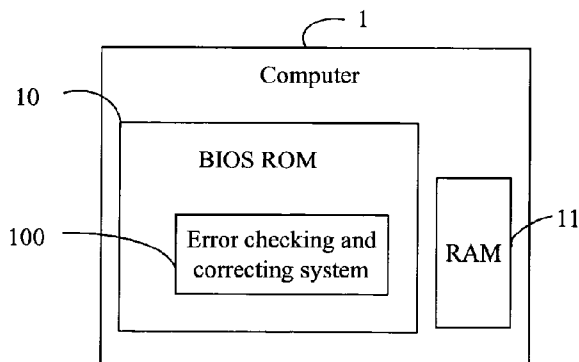 1
Computer
10
BIOS ROM
100
Error checking and
correcting system
RAM
11